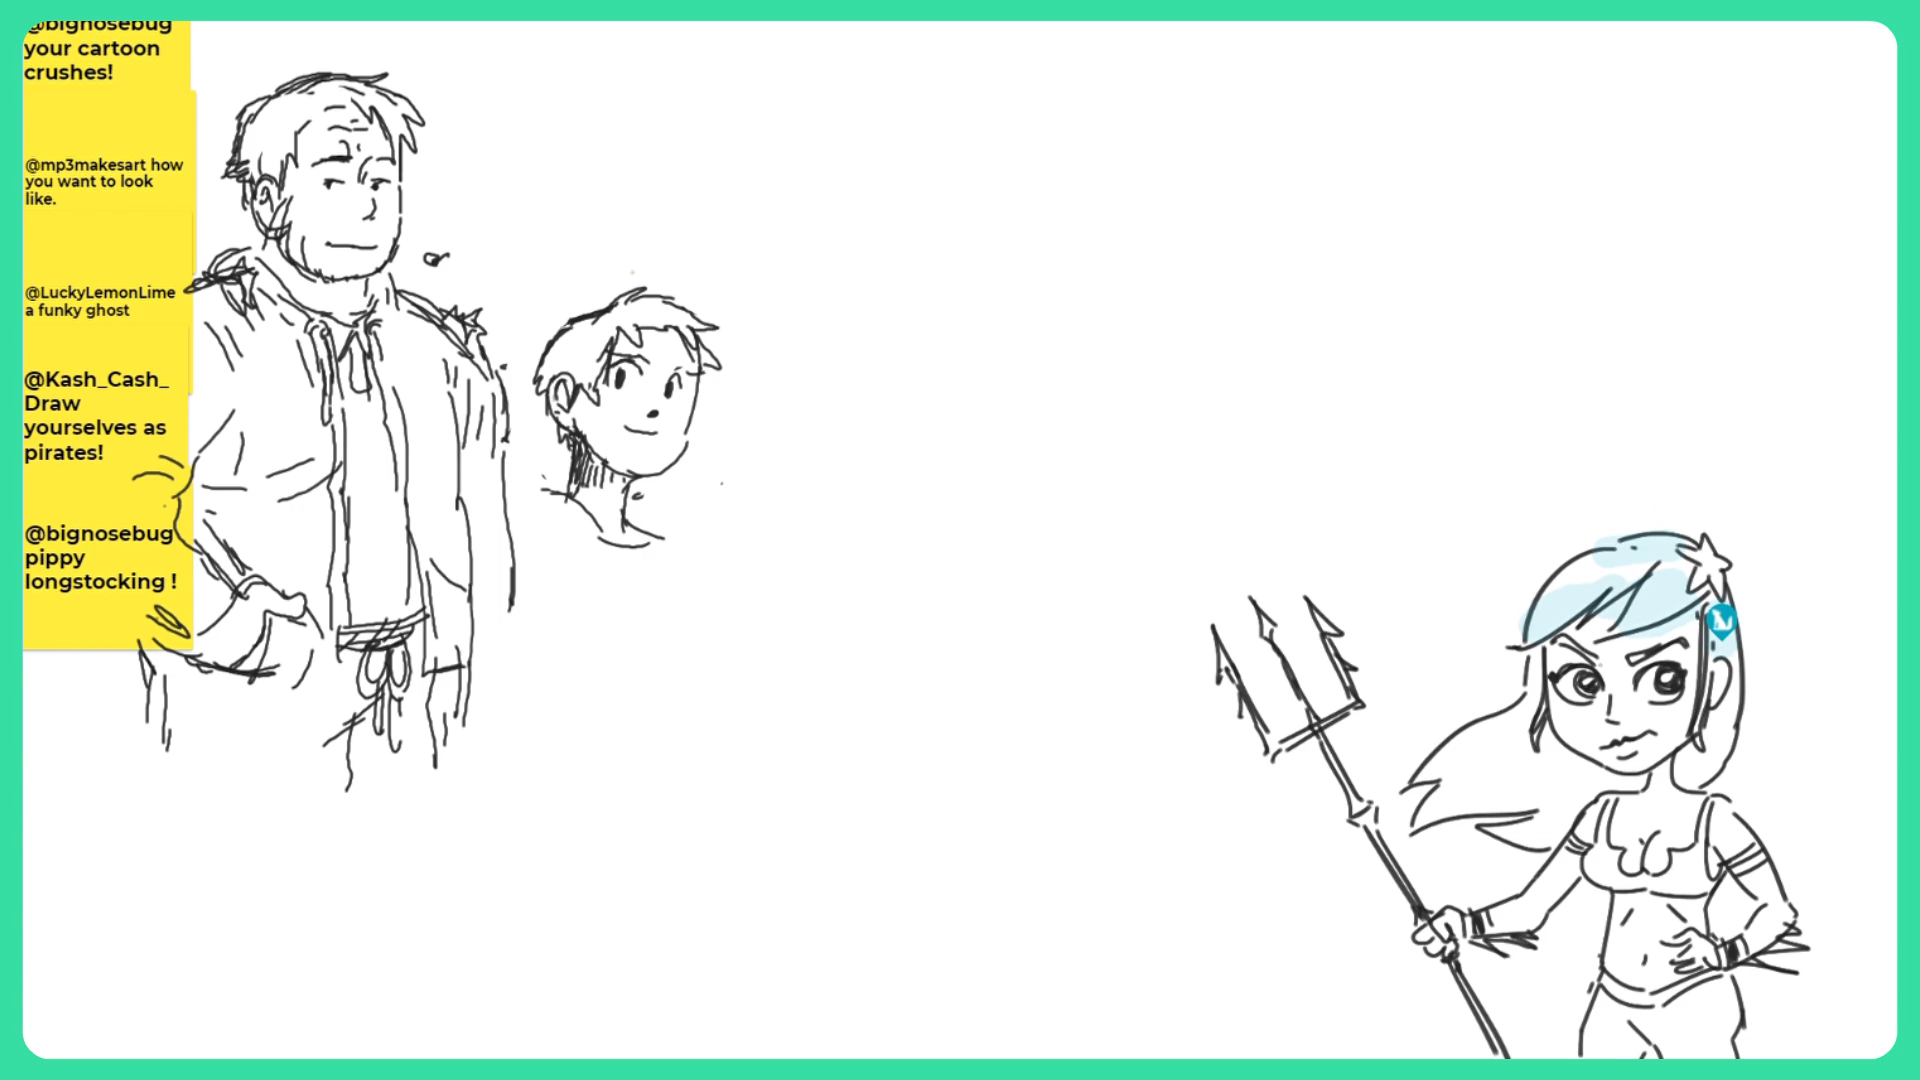 @bignosebug
your cartoon
crushes!
@mp3makesart how
you want to look
like.
@LuckyLemonLime
a funky ghost
@Kash_Cash_
Draw
yourselves as
pirates!
@bignosebug
pippy
longstocking !